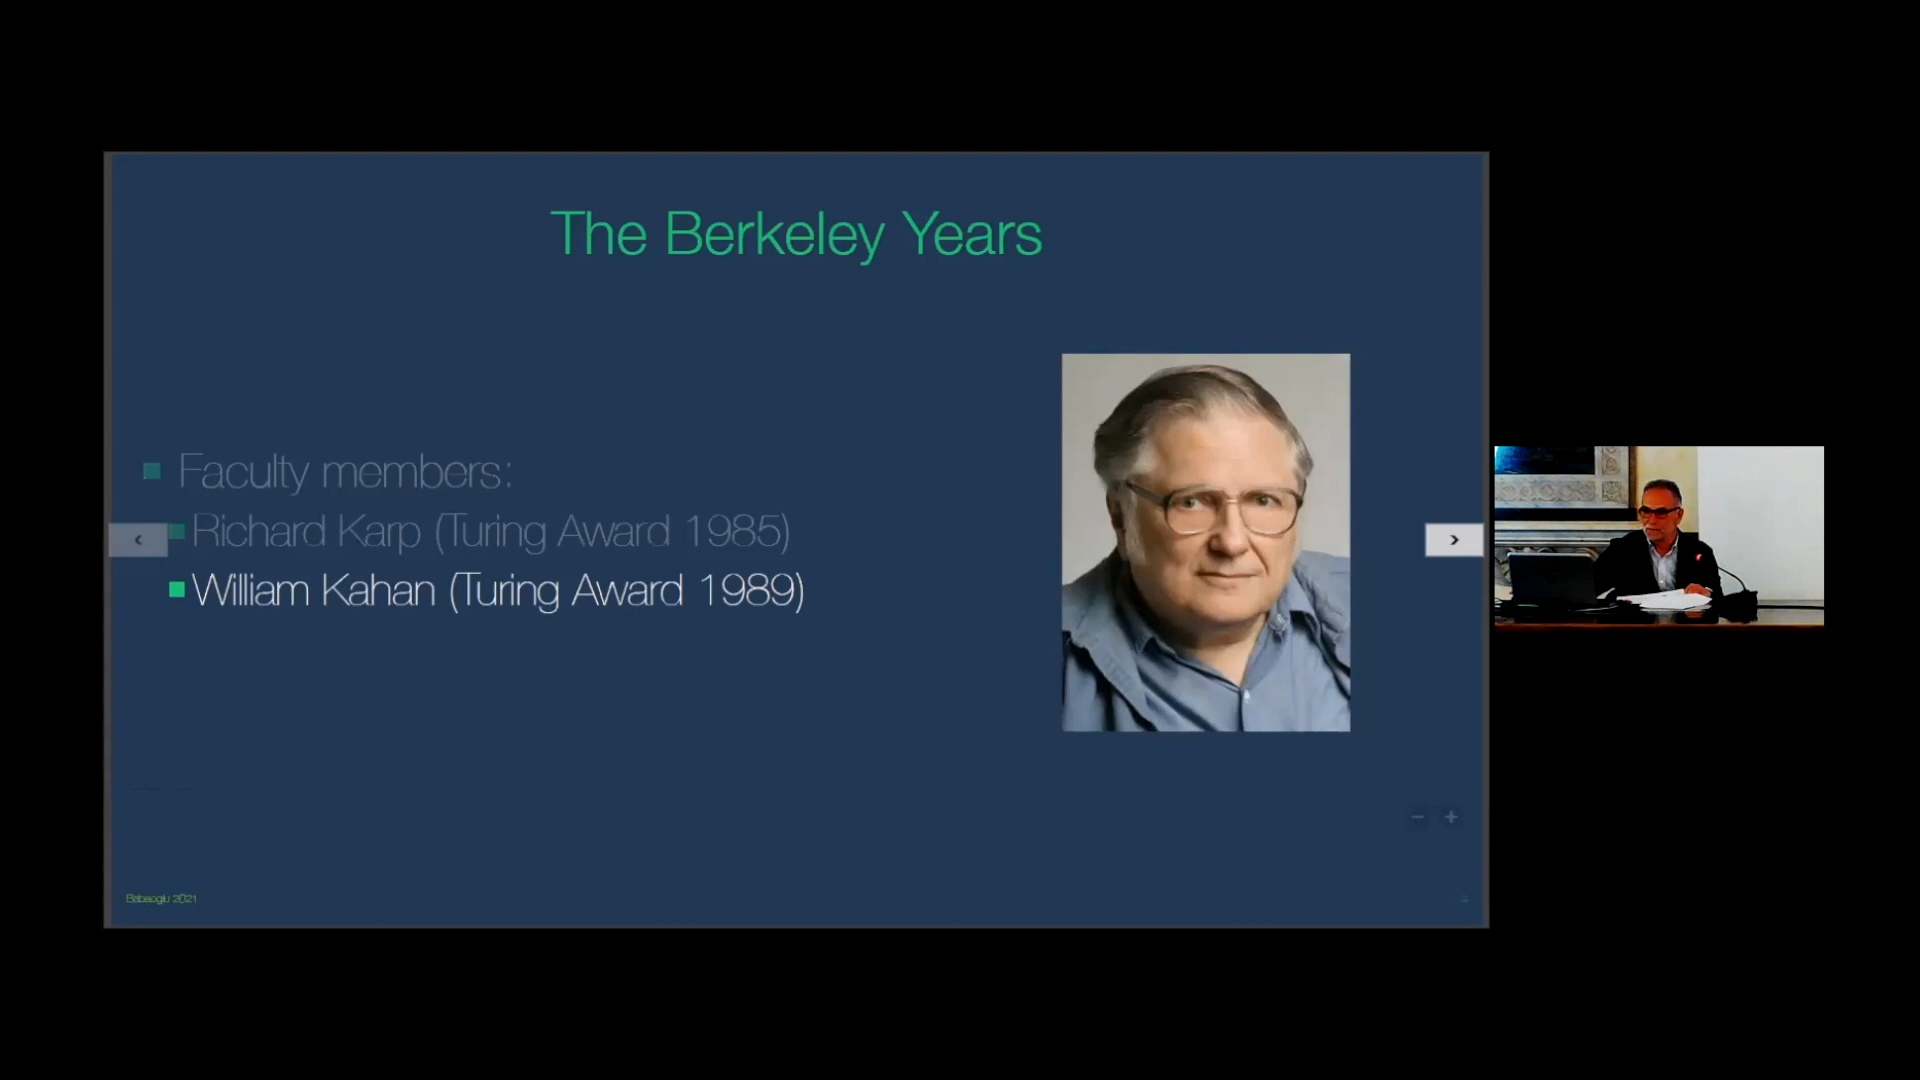 The Berkeley Years
Faculty members:
Richard Karp (Turing Award 1985)
William Kahan (Turing Award 1989)
Babaoglu 2021